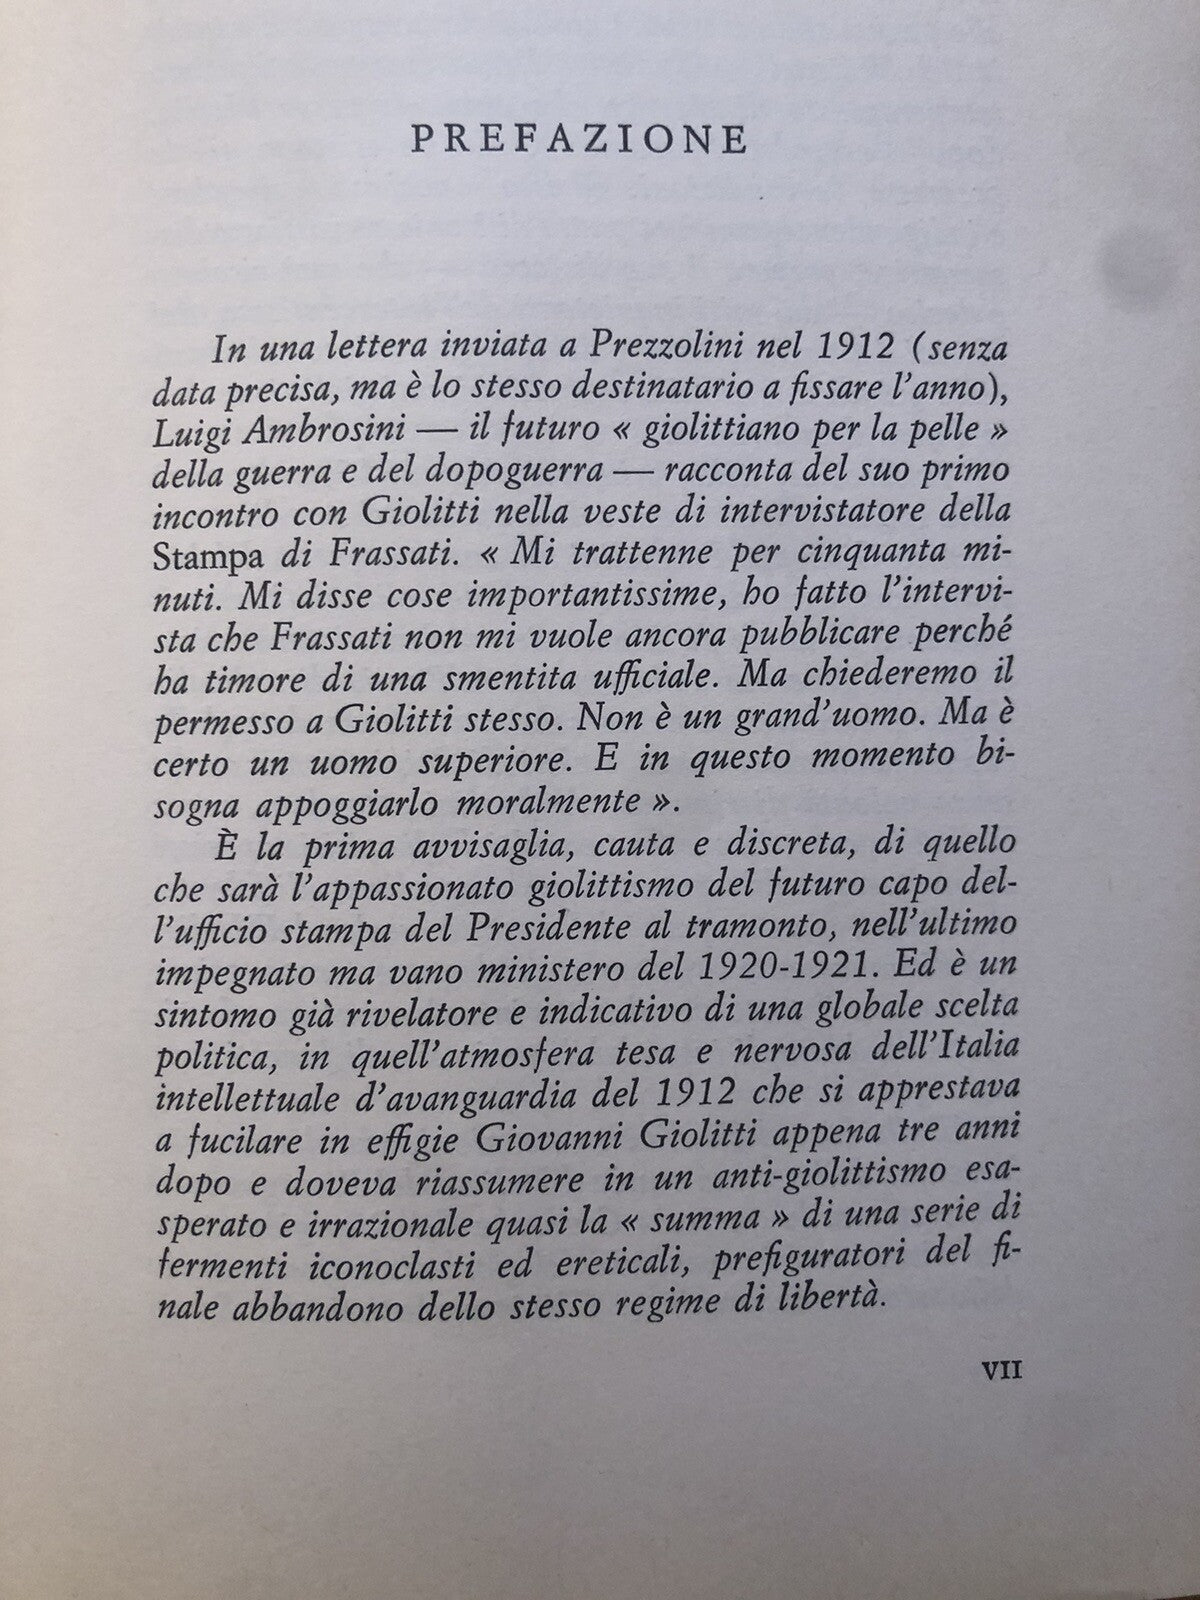 PREFAZIONE
In una lettera inviata a Prezzolini nel 1912 (senza
data precisa, ma è lo stesso destinatario a fissare l'anno),
Luigi Ambrosini — il futuro « giolittiano per la pelle »
della guerra e del dopoguerra — racconta del suo primo
incontro con Giolitti nella veste di intervistatore della
Stampa di Frassati. « Mi trattenne per cinquanta mi-
nuti. Mi disse cose importantissime, ho fatto l'intervi-
sta che Frassati non mi vuole ancora pubblicare perché
ha timore di una smentita ufficiale. Ma chiederemo il
permesso a Giolitti stesso. Non è un grand'uomo. Ma è
certo un uomo superiore. E in questo momento bi-
sogna appoggiarlo moralmente ».
È la prima avvisaglia, cauta e discreta, di quello
che sarà l'appassionato giolittismo del futuro capo del-
l'ufficio stampa del Presidente al tramonto, nell'ultimo
impegnato ma vano ministero del 1920-1921. Ed è un
sintomo già rivelatore e indicativo di una globale scelta
politica, in quell'atmosfera tesa e nervosa dell'Italia
intellettuale d'avanguardia del 1912 che si apprestava
a fucilare in effigie Giovanni Giolitti appena tre anni
dopo e doveva riassumere in un anti-giolittismo esa-
sperato e irrazionale quasi la « summa » di una serie di
fermenti iconoclasti ed ereticali, prefiguratori del fi-
nale abbandono dello stesso regime di libertà.
VII